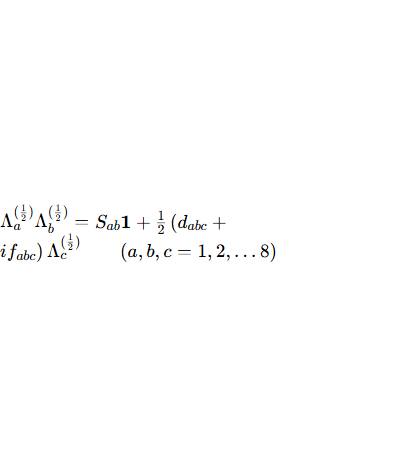 Λ_a^{(1/2)} Λ_b^{(1/2)} = S_{ab} 𝟏 + 1/2 (d_{abc} +
i f_{abc}) Λ_c^{(1/2)} (a, b, c = 1, 2, … 8)